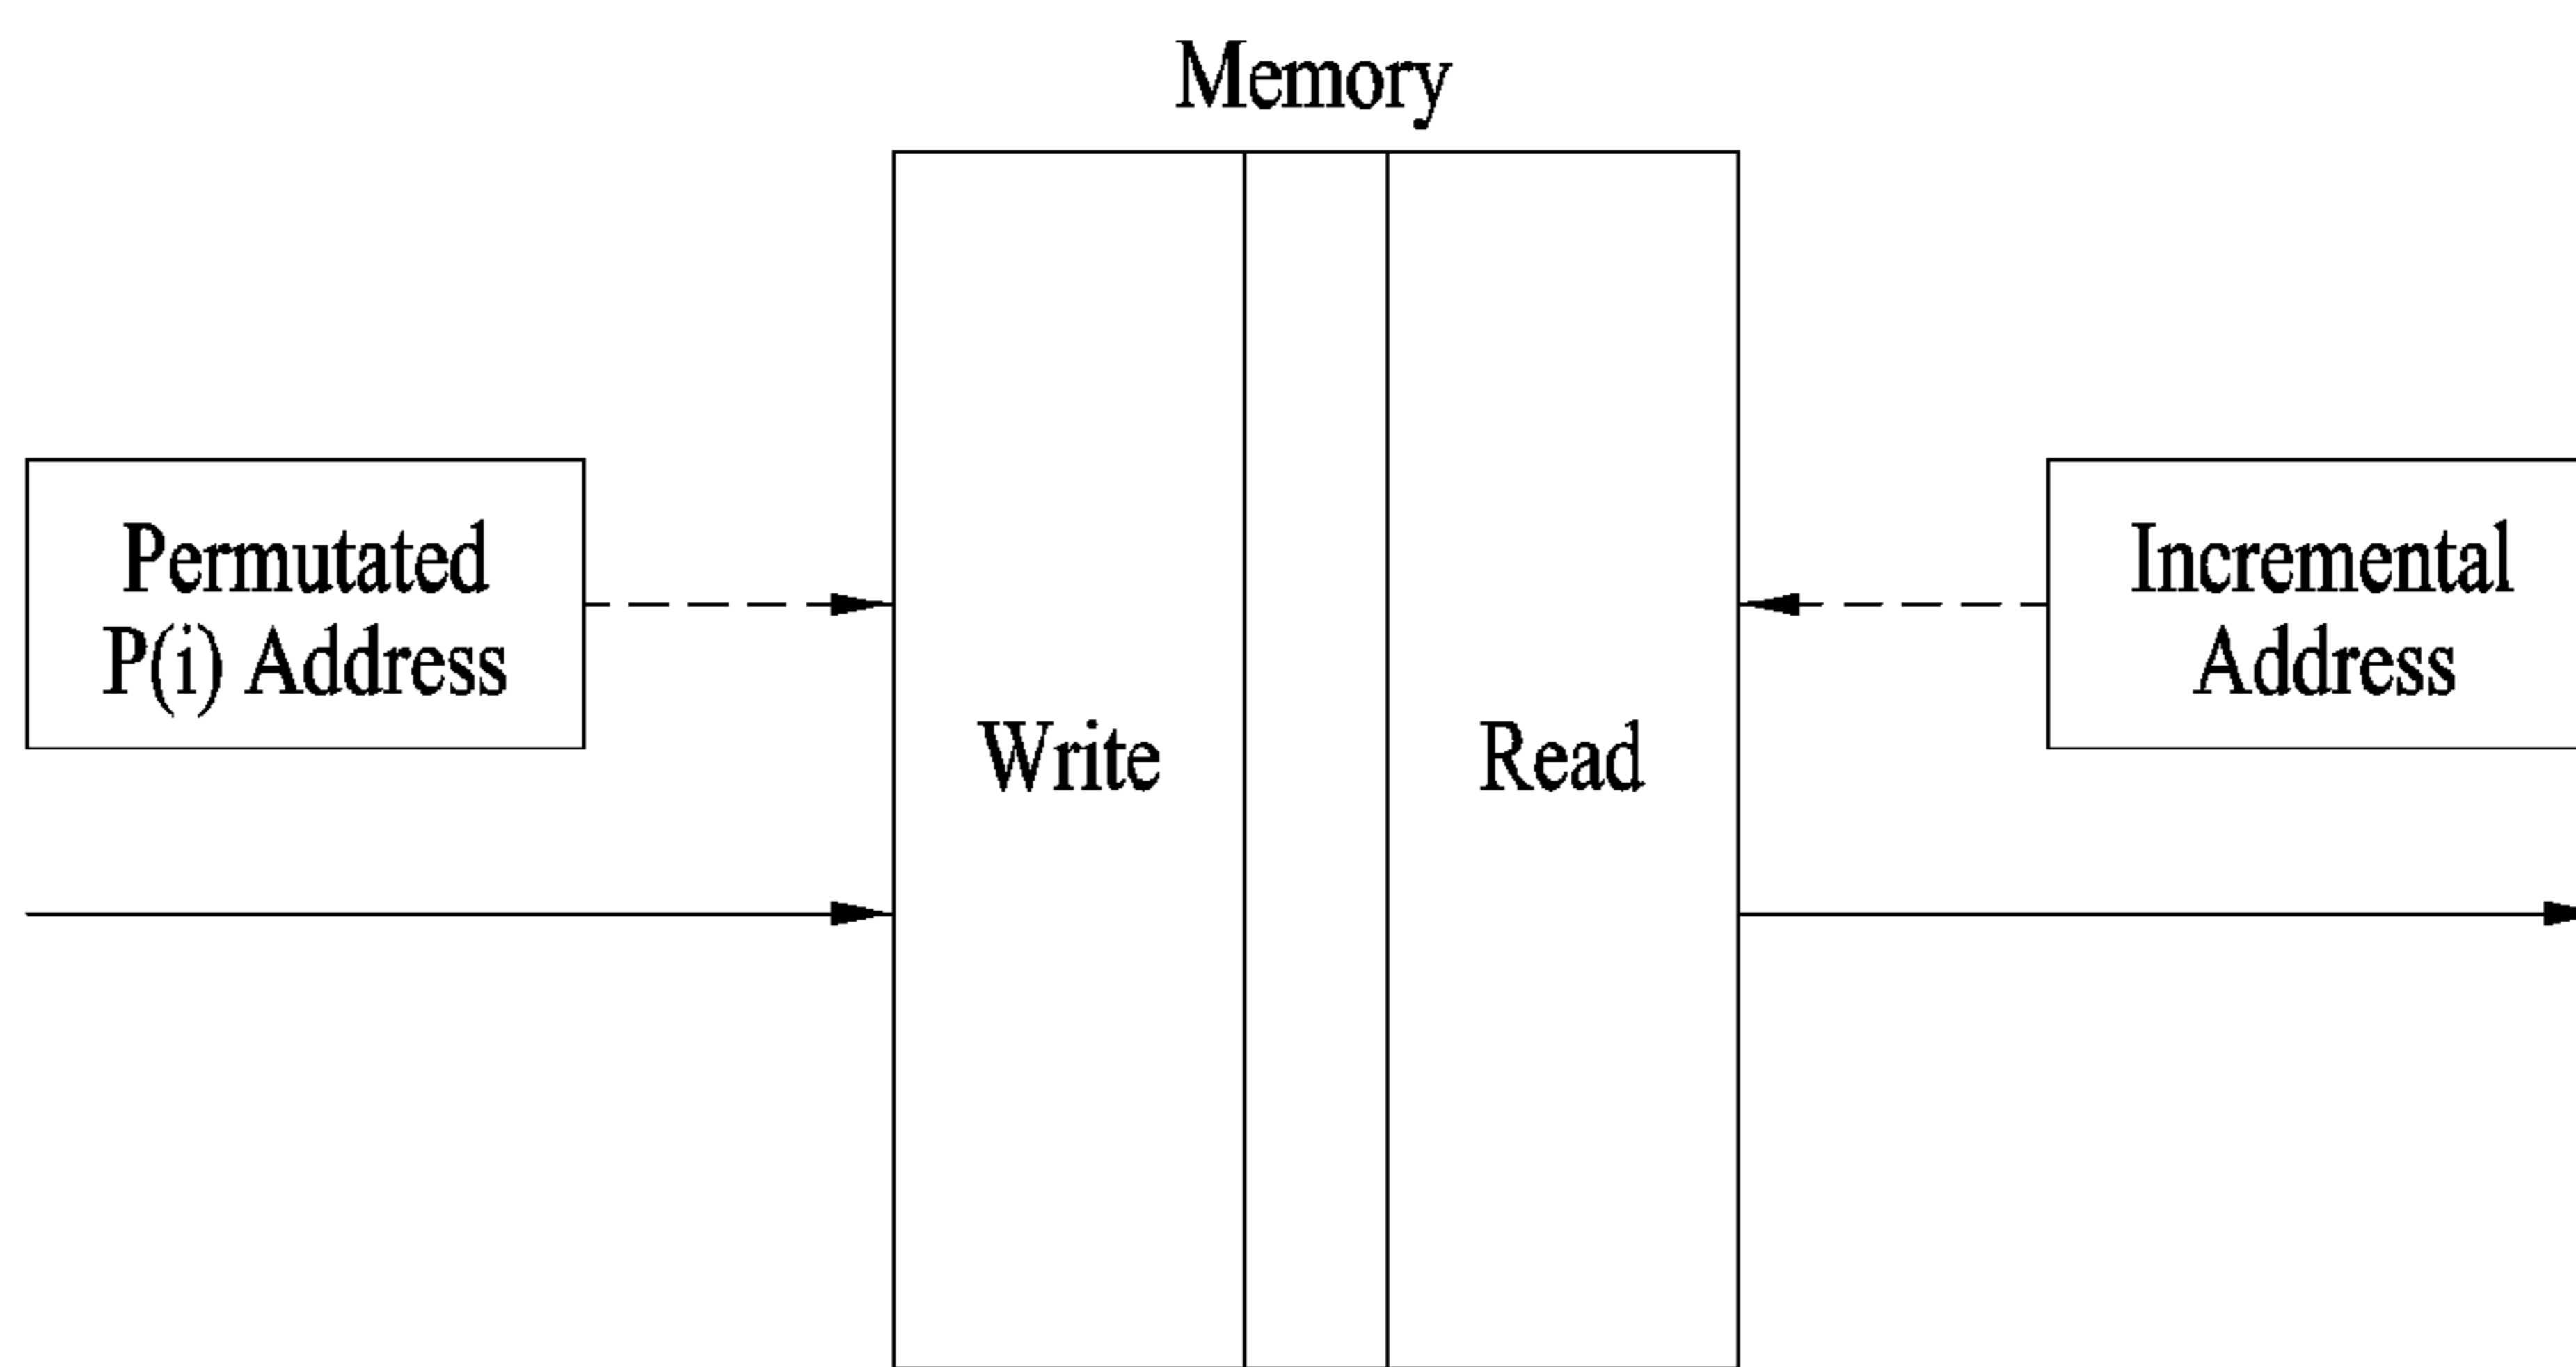 Memory
Permutated
P(i) Address
Write
Read
Incremental
Address